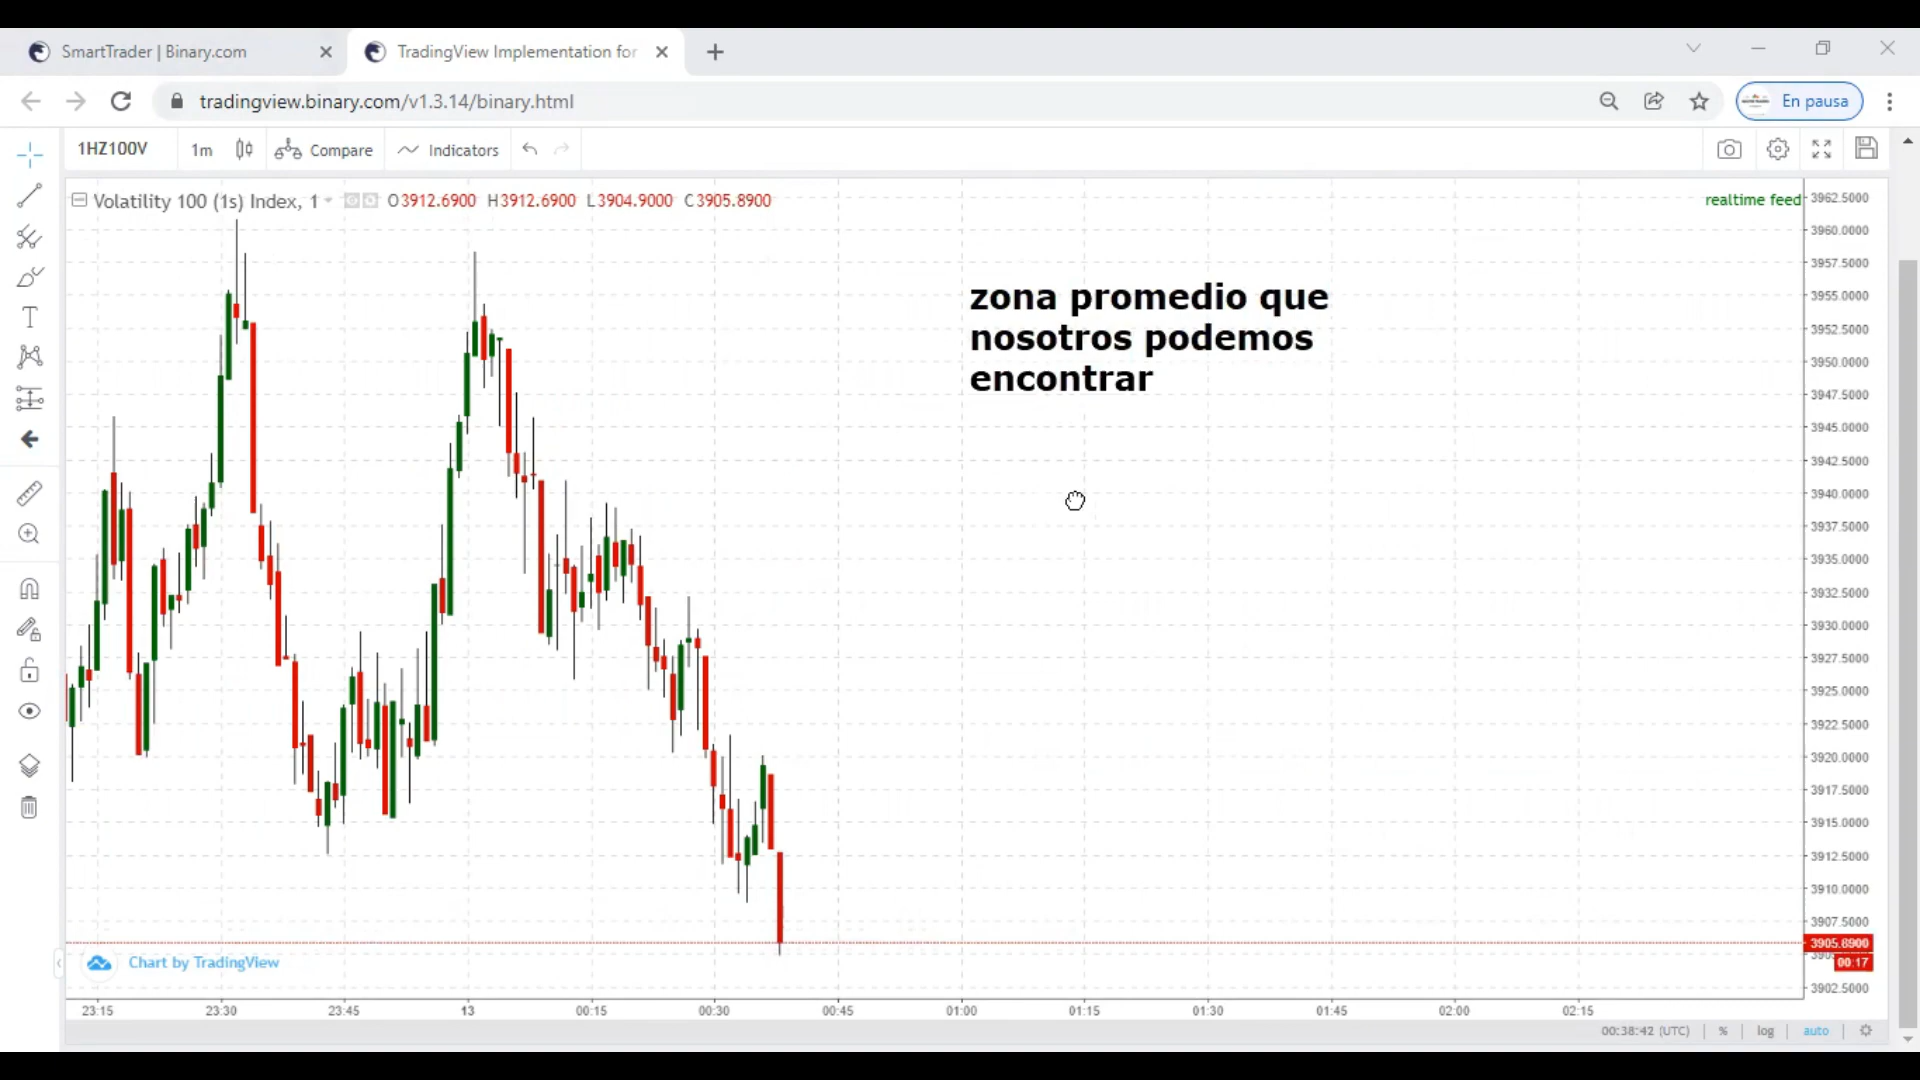 SmartTrader | Binary.com
TradingView Implementation for
tradingview.binary.com/v1.3.14/binary.html
En pausa
1HZ100V
1m
Compare
Indicators
Volatility 100 (1s) Index, 1
O3912.6900 H3912.6900 L3904.9000 C3905.8900
realtime feed
zona promedio que
nosotros podemos
encontrar
3962.5000
3960.0000
3957.5000
3955.0000
3952.5000
3950.0000
3947.5000
3945.0000
3942.5000
3940.0000
3937.5000
3935.0000
3932.5000
3930.0000
3927.5000
3925.0000
3922.5000
3920.0000
3917.5000
3915.0000
3912.5000
3910.0000
3907.5000
3905.8900
00:17
3902.5000
Chart by TradingView
23:15 23:30 23:45 13 00:15 00:30 00:45 01:00 01:15 01:30 01:45 02:00 02:15
00:38:42 (UTC) % log auto